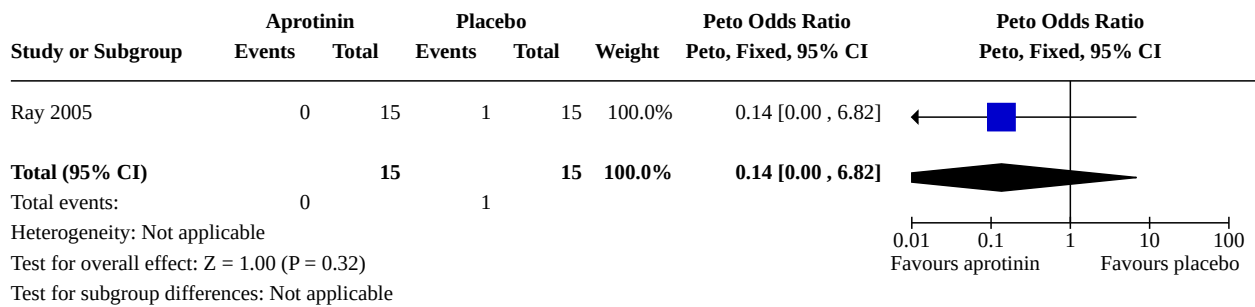 Aprotinin Placebo Peto Odds Ratio Peto Odds Ratio
Study or Subgroup Events Total Events Total Weight Peto, Fixed, 95% CI Peto, Fixed, 95% CI
Ray 2005 0 15 1 15 100.0% 0.14 [0.00 , 6.82]
Total (95% CI) 15 15 100.0% 0.14 [0.00 , 6.82]
Total events: 0 1
Heterogeneity: Not applicable
Test for overall effect: Z = 1.00 (P = 0.32)
Test for subgroup differences: Not applicable
0.01 0.1 1 10 100
Favours aprotinin Favours placebo